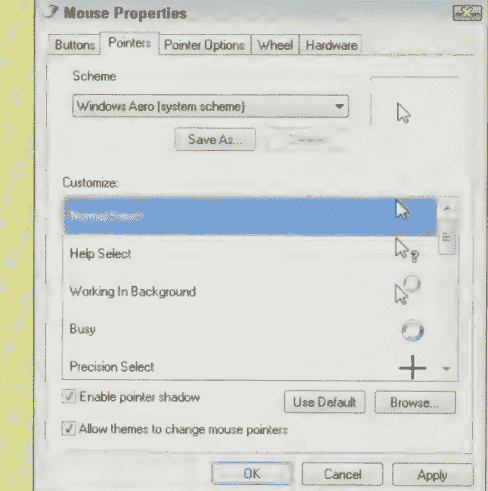 Mouse Properties
Buttons Pointers Pointer Options Wheel Hardware
Scheme
Windows Aero (system scheme)
Save As...
Customize:
Normal Select
Help Select
Working In Background
Busy
Precision Select
Enable pointer shadow
Use Default Browse...
Allow themes to change mouse pointers
OK Cancel Apply